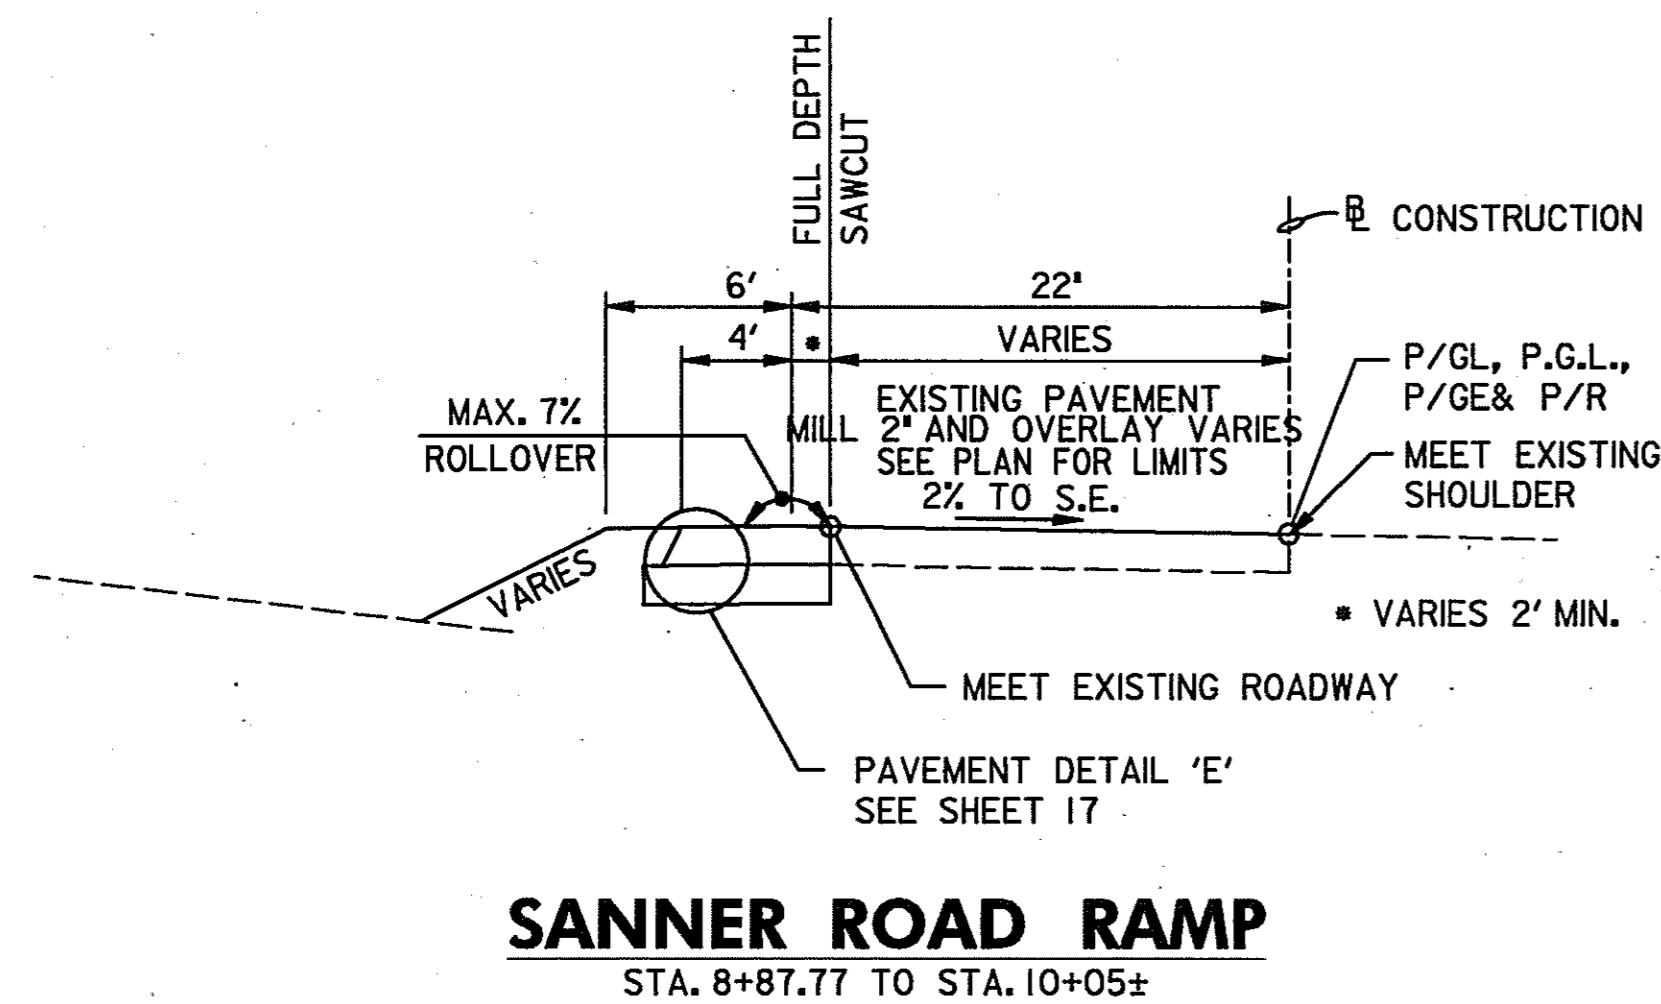 FULL DEPTH
SAWCUT
℄ CONSTRUCTION
6'
22'
4'
*
VARIES
P/GL, P.G.L.,
P/GE& P/R
MAX. 7%
ROLLOVER
EXISTING PAVEMENT
MILL 2" AND OVERLAY VARIES
SEE PLAN FOR LIMITS
2% TO S.E.
MEET EXISTING
SHOULDER
VARIES
* VARIES 2' MIN.
MEET EXISTING ROADWAY
PAVEMENT DETAIL 'E'
SEE SHEET 17
SANNER ROAD RAMP
STA. 8+87.77 TO STA. 10+05±